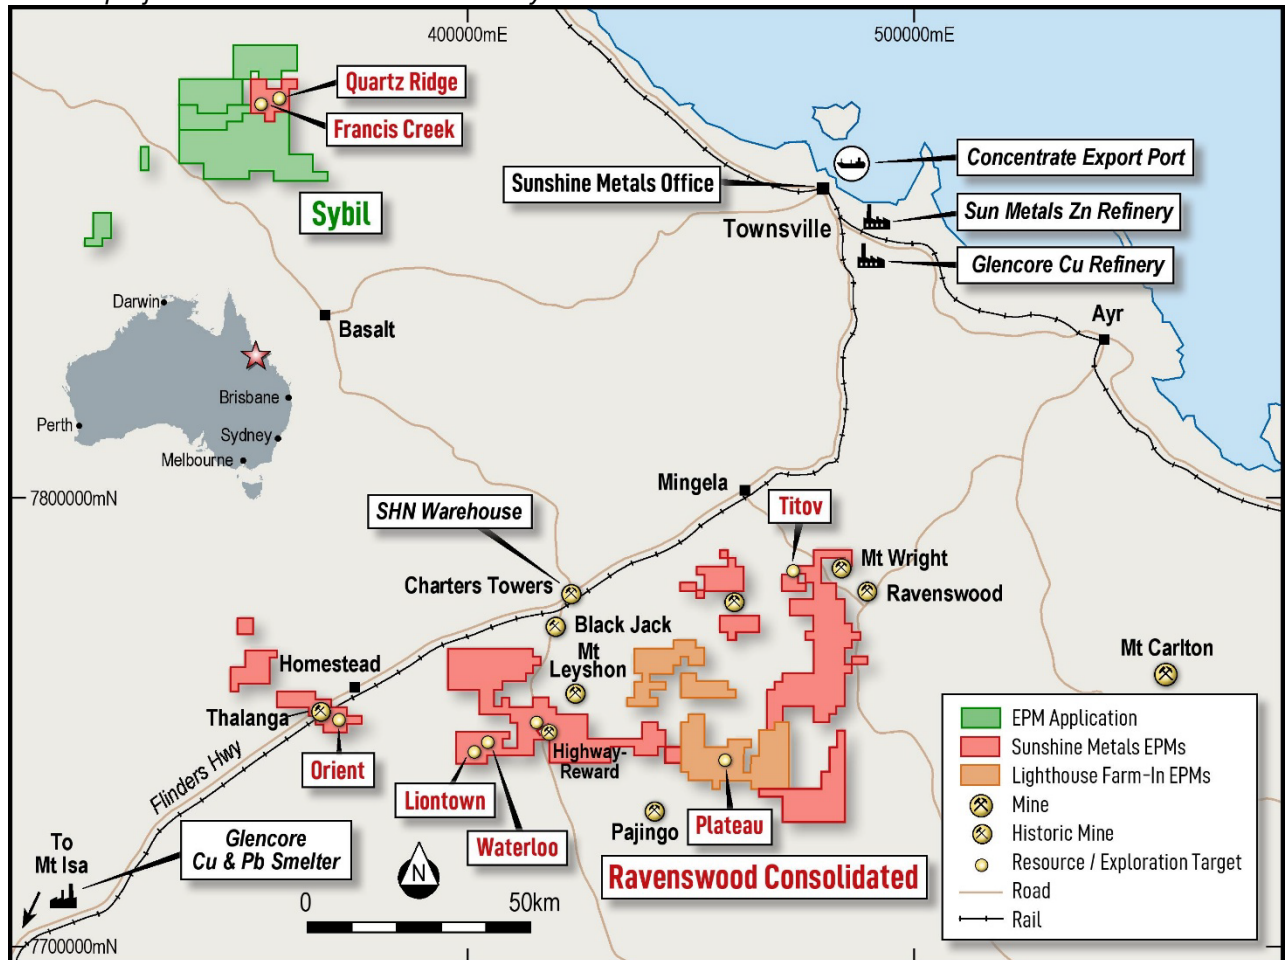 400000mE
500000mE
Quartz Ridge
Francis Creek
Sybil
Sunshine Metals Office
Townsville
Concentrate Export Port
Sun Metals Zn Refinery
Glencore Cu Refinery
Ayr
Basalt
Darwin
Brisbane
Perth
Sydney
Melbourne
7800000mN
Mingela
SHN Warehouse
Titov
Charters Towers
Mt Wright
Ravenswood
Black Jack
Mt
Leyshon
Mt Carlton
Homestead
Thalanga
Orient
Flinders Hwy
Highway-
Reward
Liontown
Waterloo
Pajingo
Plateau
Ravenswood Consolidated
To
Mt Isa
Glencore
Cu & Pb Smelter
N
0
50km
7700000mN
EPM Application
Sunshine Metals EPMs
Lighthouse Farm-In EPMs
Mine
Historic Mine
Resource / Exploration Target
Road
Rail